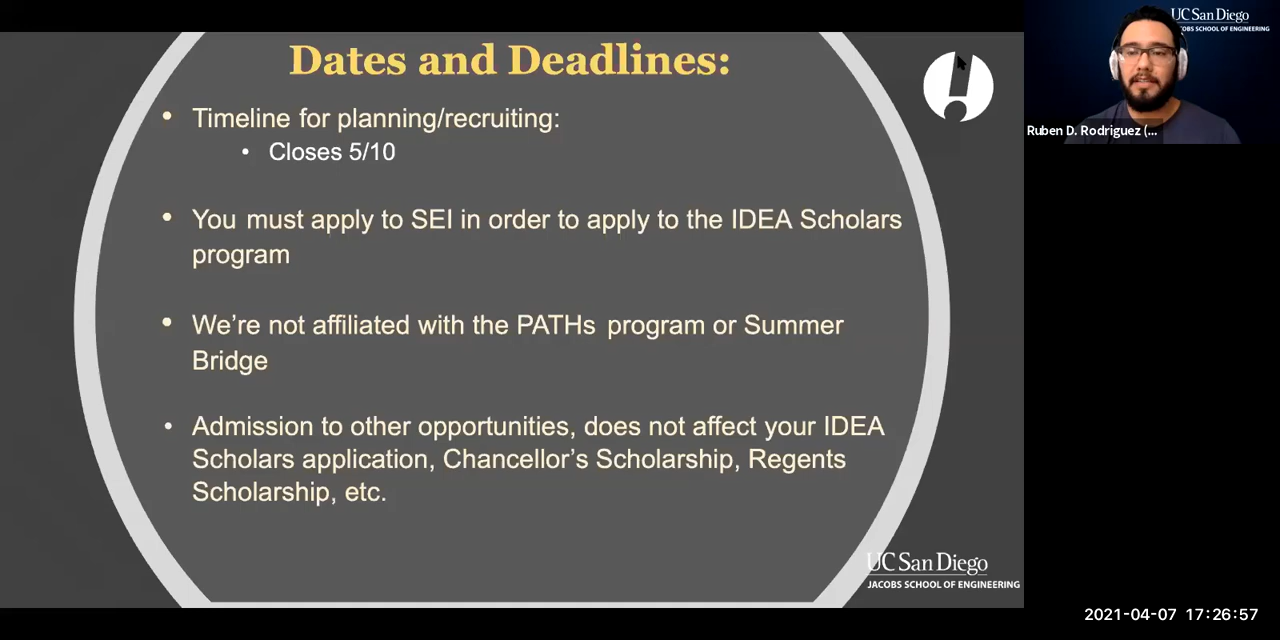 Dates and Deadlines:
• Timeline for planning/recruiting:
• Closes 5/10
• You must apply to SEI in order to apply to the IDEA Scholars
program
• We’re not affiliated with the PATHs program or Summer
Bridge
• Admission to other opportunities, does not affect your IDEA
Scholars application, Chancellor’s Scholarship, Regents
Scholarship, etc.
UC San Diego
JACOBS SCHOOL OF ENGINEERING
UC San Diego
JACOBS SCHOOL OF ENGINEERING
Ruben D. Rodriguez (...
2021-04-07 17:26:57